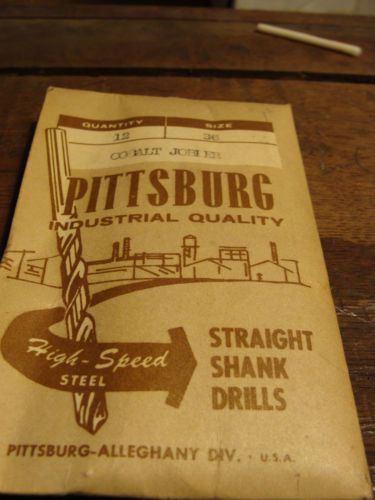 QUANTITY SIZE
12 36
COBALT JOBBER
PITTSBURG
INDUSTRIAL QUALITY
High-Speed
STEEL
STRAIGHT
SHANK
DRILLS
PITTSBURG-ALLEGHANY DIV. · U.S.A.